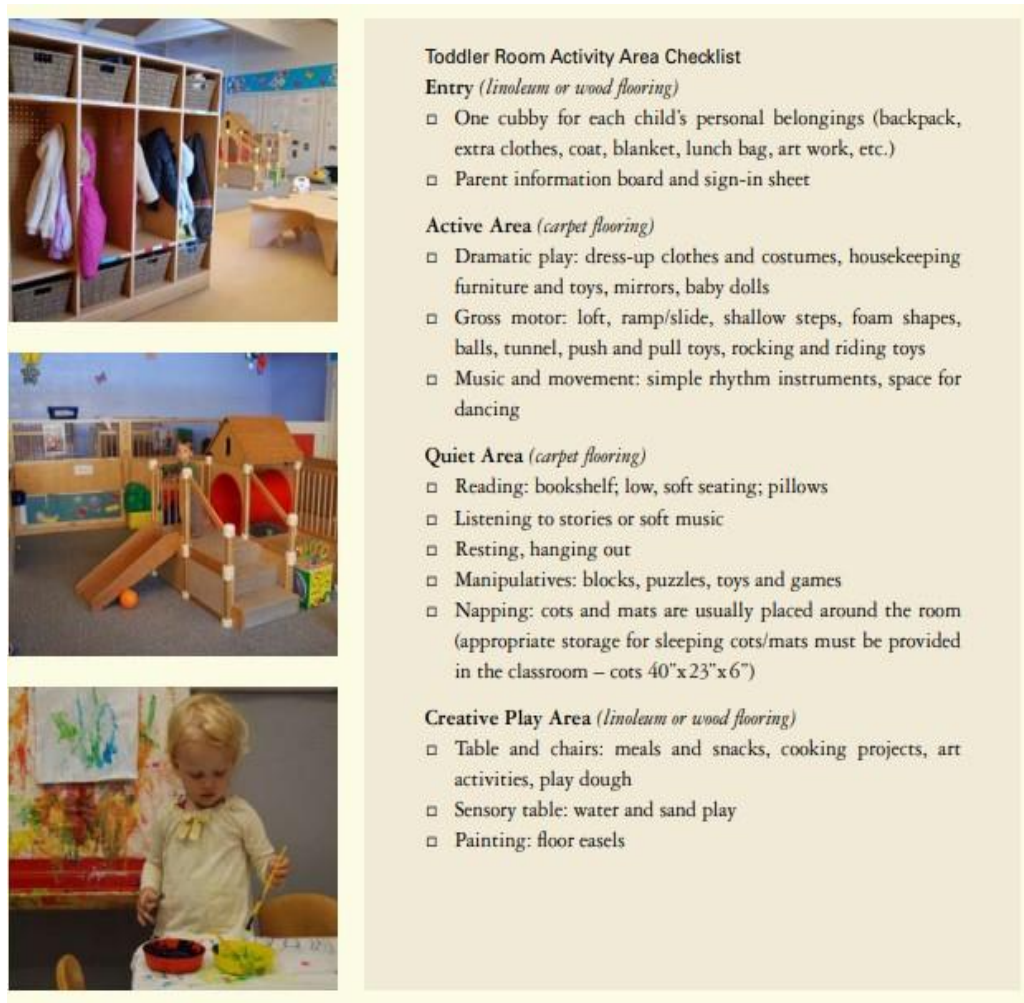 Toddler Room Activity Area Checklist
Entry (linoleum or wood flooring)
□ One cubby for each child's personal belongings (backpack,
extra clothes, coat, blanket, lunch bag, art work, etc.)
□ Parent information board and sign-in sheet
Active Area (carpet flooring)
□ Dramatic play: dress-up clothes and costumes, housekeeping
furniture and toys, mirrors, baby dolls
□ Gross motor: loft, ramp/slide, shallow steps, foam shapes,
balls, tunnel, push and pull toys, rocking and riding toys
□ Music and movement: simple rhythm instruments, space for
dancing
Quiet Area (carpet flooring)
□ Reading: bookshelf; low, soft seating; pillows
□ Listening to stories or soft music
□ Resting, hanging out
□ Manipulatives: blocks, puzzles, toys and games
□ Napping: cots and mats are usually placed around the room
(appropriate storage for sleeping cots/mats must be provided
in the classroom – cots 40"x23"x6")
Creative Play Area (linoleum or wood flooring)
□ Table and chairs: meals and snacks, cooking projects, art
activities, play dough
□ Sensory table: water and sand play
□ Painting: floor easels